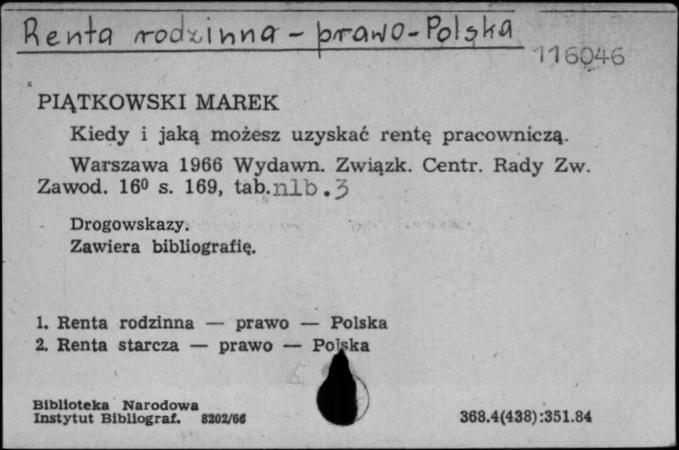 Renta rodzinna - prawo - Polska
116046
PIĄTKOWSKI MAREK
Kiedy i jaką możesz uzyskać rentę pracowniczą.
Warszawa 1966 Wydawn. Związk. Centr. Rady Zw.
Zawod. 16⁰ s. 169, tab. nlb. 3
Drogowskazy.
Zawiera bibliografię.
1. Renta rodzinna — prawo — Polska
2. Renta starcza — prawo — Polska
Biblioteka Narodowa
Instytut Bibliograf. 8202/66
368.4(438):351.84